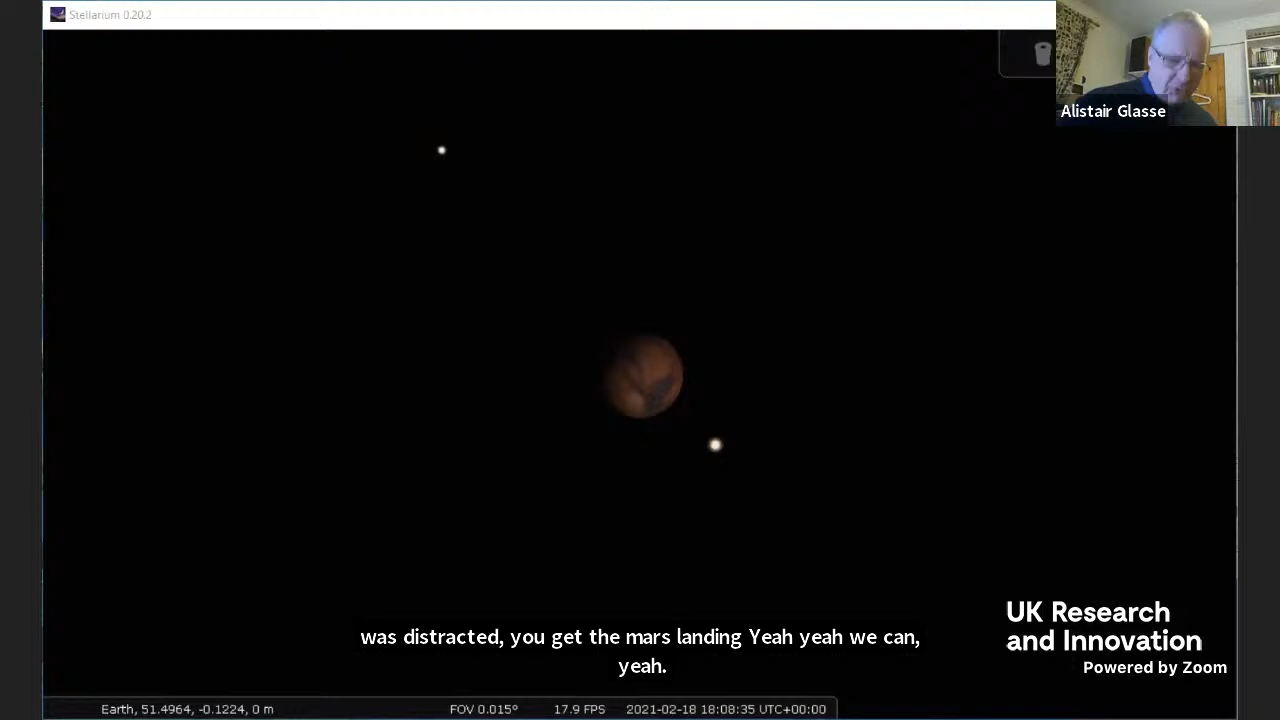 Stellarium 0.20.2
Alistair Glasse
was distracted, you get the mars landing Yeah yeah we can,
yeah.
UK Research
and Innovation
Powered by Zoom
Earth, 51.4964, -0.1224, 0 m FOV 0.015° 17.9 FPS 2021-02-18 18:08:35 UTC+00:00